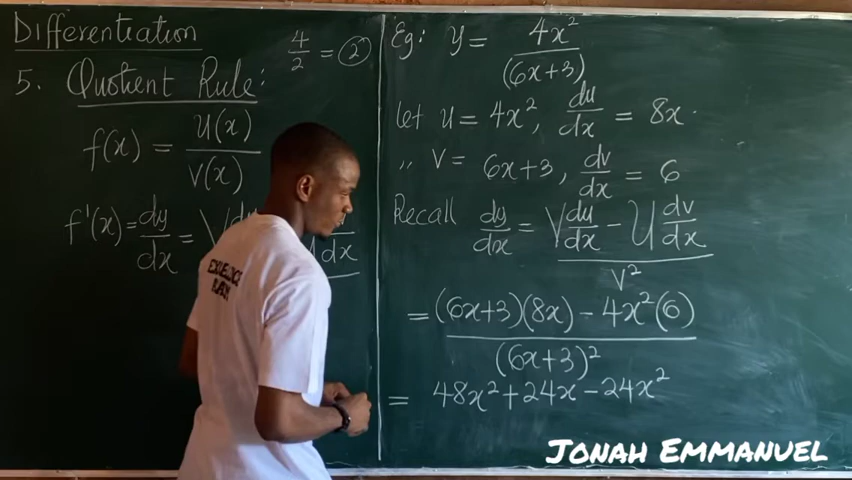 Differentiation
4/2 = 2
5. Quotient Rule:
f(x) = U(x)/V(x)
f'(x) = dy/dx = V du
U dx
Eg: y = 4x²/(6x+3)
let u = 4x², du/dx = 8x.
,, V = 6x+3, dv/dx = 6
Recall dy/dx = (V du/dx - U dv/dx)/V²
= ((6x+3)(8x) - 4x²(6))/(6x+3)²
= 48x² + 24x - 24x²
JONAH EMMANUEL